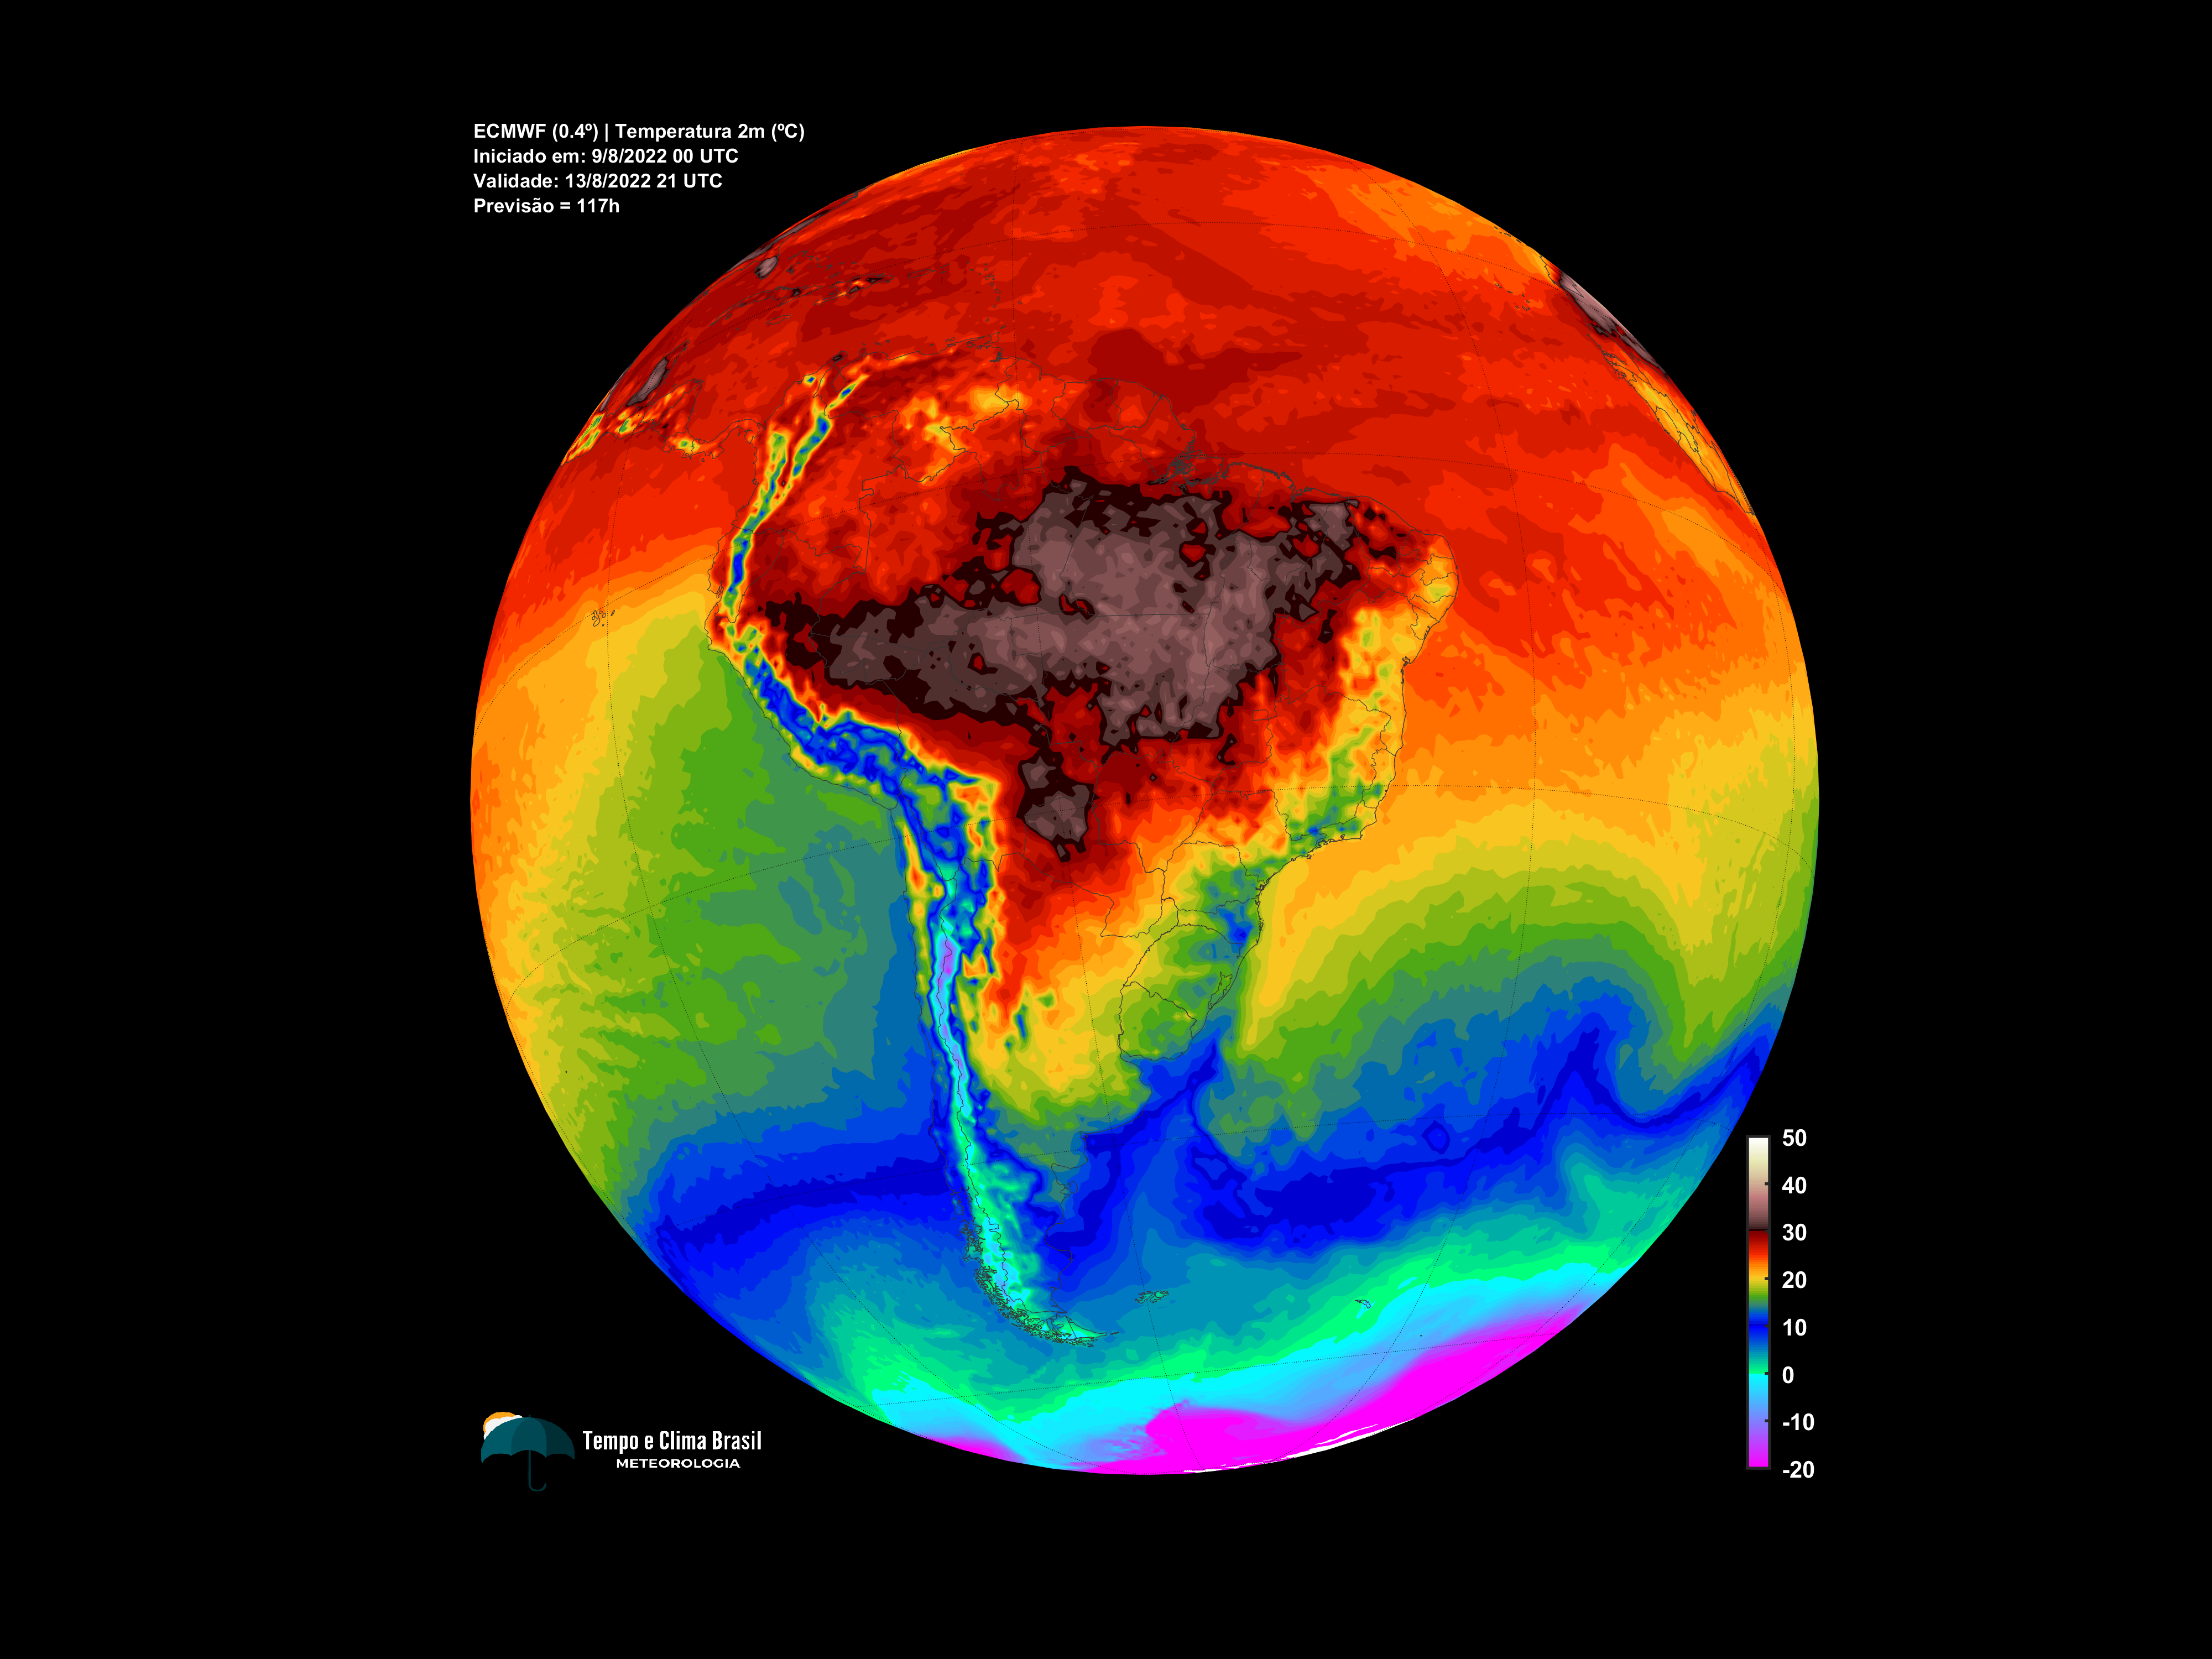 ECMWF (0.4º) | Temperatura 2m (ºC)
Iniciado em: 9/8/2022 00 UTC
Validade: 13/8/2022 21 UTC
Previsão = 117h
50
40
30
20
10
0
-10
-20
Tempo e Clima Brasil
METEOROLOGIA